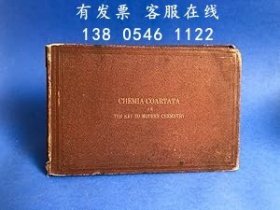 有发票 客服在线
138 0546 1122
CHEMIA COARTATA
OR
THE KEY TO MODERN CHEMISTRY